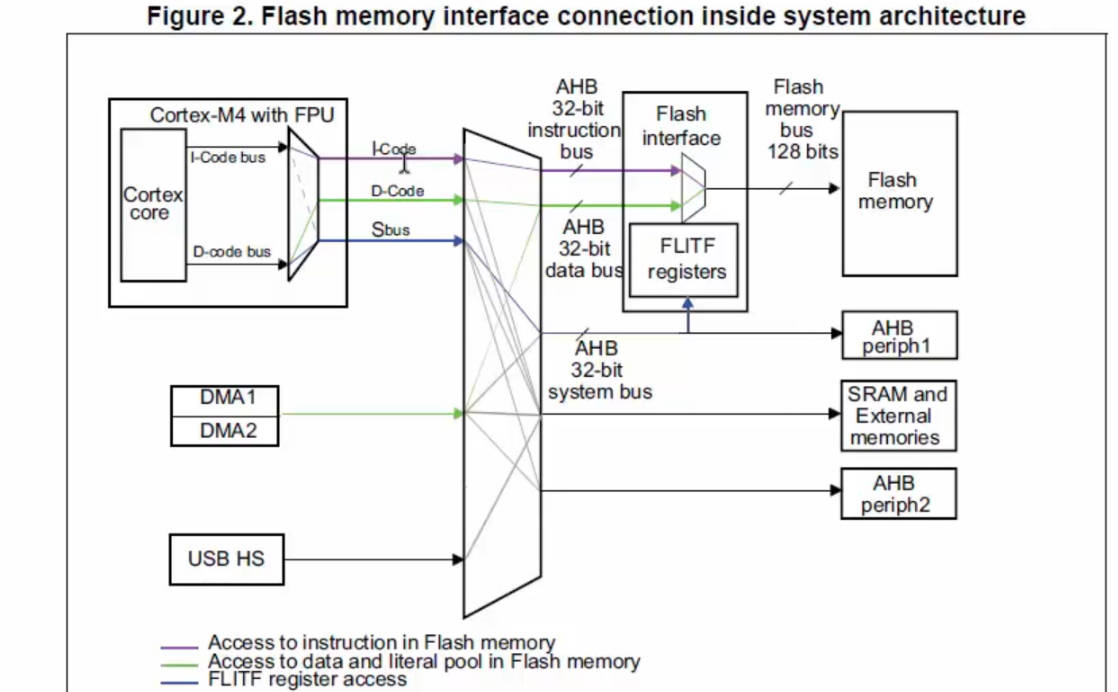 Figure 2. Flash memory interface connection inside system architecture
Cortex-M4 with FPU
Cortex
core
I-Code bus
D-code bus
I-Code
D-Code
Sbus
AHB
32-bit
instruction
bus
AHB
32-bit
data bus
AHB
32-bit
system bus
Flash
interface
FLITF
registers
Flash
memory
bus
128 bits
Flash
memory
AHB
periph1
SRAM and
External
memories
AHB
periph2
DMA1
DMA2
USB HS
Access to instruction in Flash memory
Access to data and literal pool in Flash memory
FLITF register access